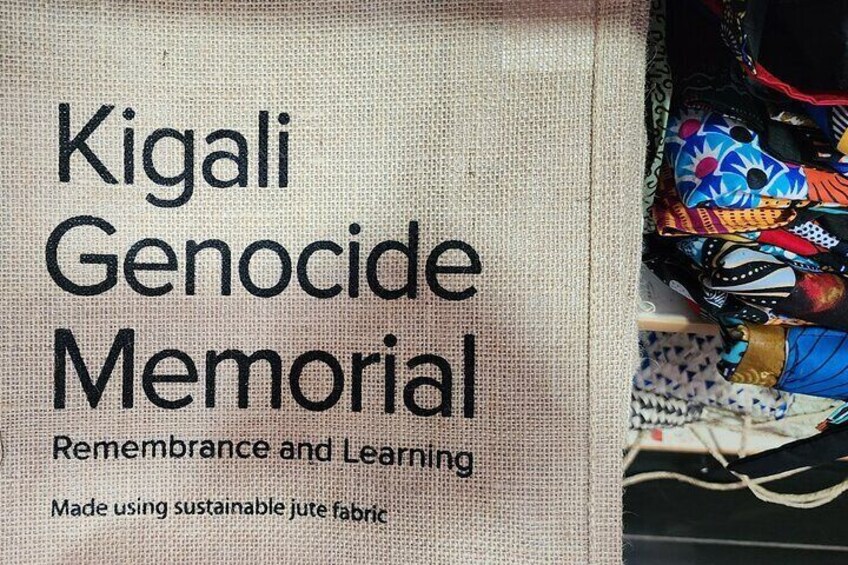 Kigali
Genocide
Memorial
Remembrance and Learning
Made using sustainable jute fabric